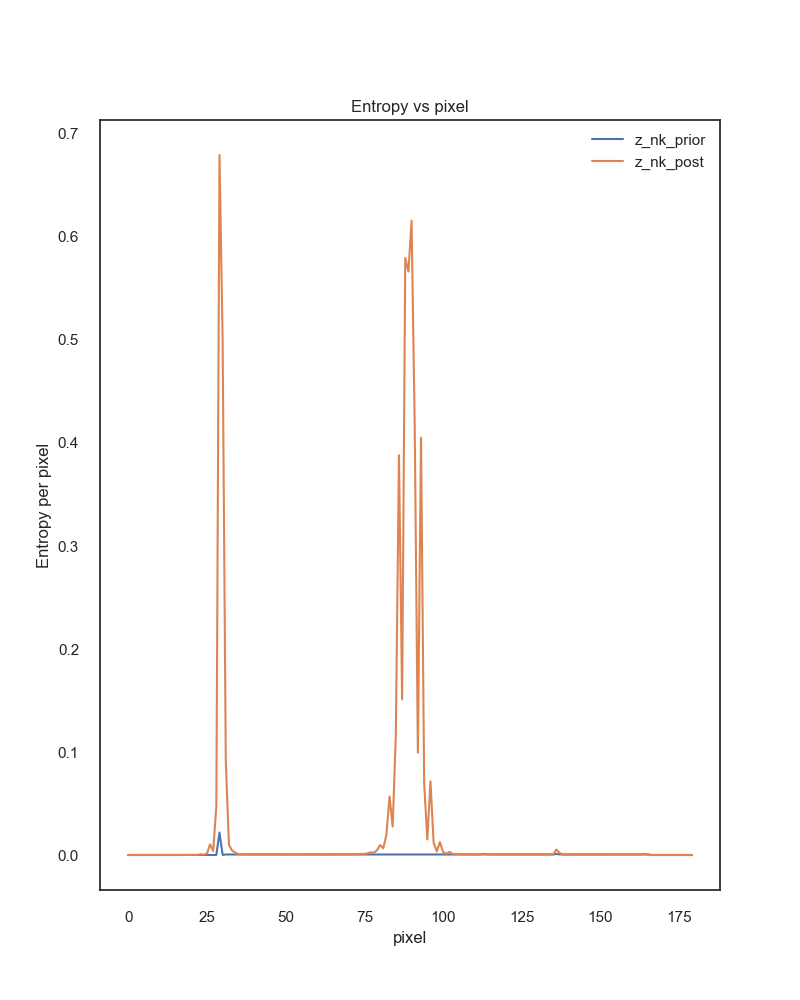 Entropy vs pixel
z_nk_prior
z_nk_post
Entropy per pixel
0.7
0.6
0.5
0.4
0.3
0.2
0.1
0.0
0 25 50 75 100 125 150 175
pixel